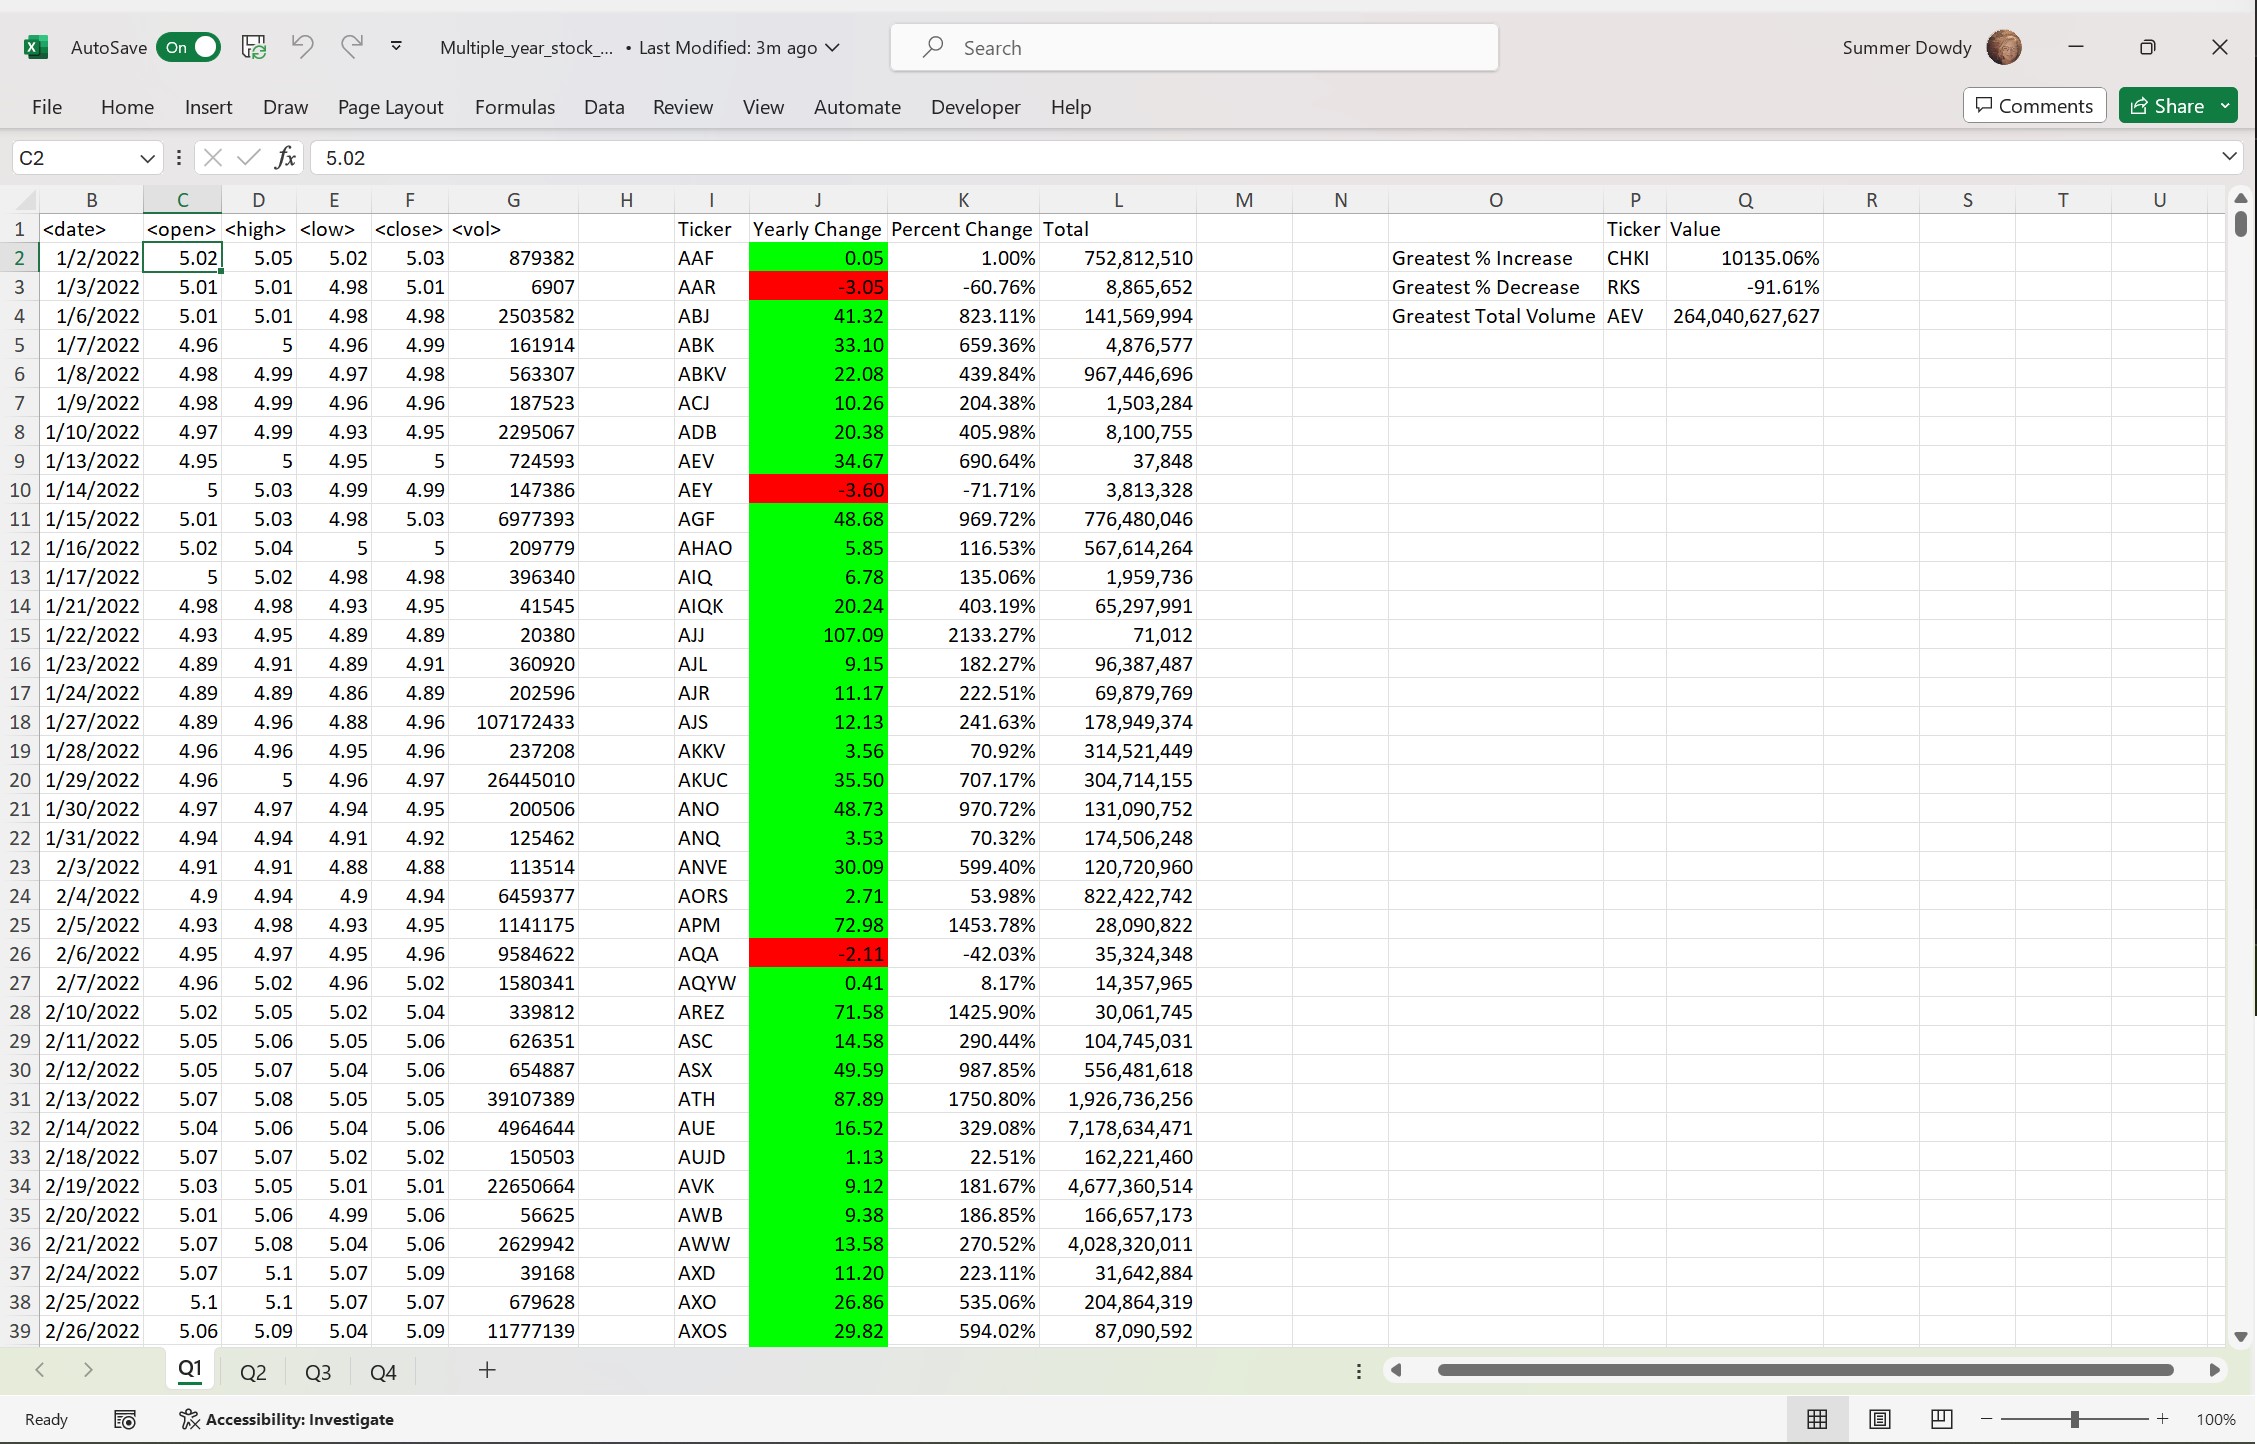 AutoSave On Multiple_year_stock_... • Last Modified: 3m ago Search Summer Dowdy
File Home Insert Draw Page Layout Formulas Data Review View Automate Developer Help Comments Share
C2 fx 5.02
B C D E F G H I J K L M N O P Q R S T U
1 <date> <open> <high> <low> <close> <vol> Ticker Yearly Change Percent Change Total Ticker Value
2 1/2/2022 5.02 5.05 5.02 5.03 879382 AAF 0.05 1.00% 752,812,510 Greatest % Increase CHKI 10135.06%
3 1/3/2022 5.01 5.01 4.98 5.01 6907 AAR -3.05 -60.76% 8,865,652 Greatest % Decrease RKS -91.61%
4 1/6/2022 5.01 5.01 4.98 4.98 2503582 ABJ 41.32 823.11% 141,569,994 Greatest Total Volume AEV 264,040,627,627
5 1/7/2022 4.96 5 4.96 4.99 161914 ABK 33.10 659.36% 4,876,577
6 1/8/2022 4.98 4.99 4.97 4.98 563307 ABKV 22.08 439.84% 967,446,696
7 1/9/2022 4.98 4.99 4.96 4.96 187523 ACJ 10.26 204.38% 1,503,284
8 1/10/2022 4.97 4.99 4.93 4.95 2295067 ADB 20.38 405.98% 8,100,755
9 1/13/2022 4.95 5 4.95 5 724593 AEV 34.67 690.64% 37,848
10 1/14/2022 5 5.03 4.99 4.99 147386 AEY -3.60 -71.71% 3,813,328
11 1/15/2022 5.01 5.03 4.98 5.03 6977393 AGF 48.68 969.72% 776,480,046
12 1/16/2022 5.02 5.04 5 5 209779 AHAO 5.85 116.53% 567,614,264
13 1/17/2022 5 5.02 4.98 4.98 396340 AIQ 6.78 135.06% 1,959,736
14 1/21/2022 4.98 4.98 4.93 4.95 41545 AIQK 20.24 403.19% 65,297,991
15 1/22/2022 4.93 4.95 4.89 4.89 20380 AJJ 107.09 2133.27% 71,012
16 1/23/2022 4.89 4.91 4.89 4.91 360920 AJL 9.15 182.27% 96,387,487
17 1/24/2022 4.89 4.89 4.86 4.89 202596 AJR 11.17 222.51% 69,879,769
18 1/27/2022 4.89 4.96 4.88 4.96 107172433 AJS 12.13 241.63% 178,949,374
19 1/28/2022 4.96 4.96 4.95 4.96 237208 AKKV 3.56 70.92% 314,521,449
20 1/29/2022 4.96 5 4.96 4.97 26445010 AKUC 35.50 707.17% 304,714,155
21 1/30/2022 4.97 4.97 4.94 4.95 200506 ANO 48.73 970.72% 131,090,752
22 1/31/2022 4.94 4.94 4.91 4.92 125462 ANQ 3.53 70.32% 174,506,248
23 2/3/2022 4.91 4.91 4.88 4.88 113514 ANVE 30.09 599.40% 120,720,960
24 2/4/2022 4.9 4.94 4.9 4.94 6459377 AORS 2.71 53.98% 822,422,742
25 2/5/2022 4.93 4.98 4.93 4.95 1141175 APM 72.98 1453.78% 28,090,822
26 2/6/2022 4.95 4.97 4.95 4.96 9584622 AQA -2.11 -42.03% 35,324,348
27 2/7/2022 4.96 5.02 4.96 5.02 1580341 AQYW 0.41 8.17% 14,357,965
28 2/10/2022 5.02 5.05 5.02 5.04 339812 AREZ 71.58 1425.90% 30,061,745
29 2/11/2022 5.05 5.06 5.05 5.06 626351 ASC 14.58 290.44% 104,745,031
30 2/12/2022 5.05 5.07 5.04 5.06 654887 ASX 49.59 987.85% 556,481,618
31 2/13/2022 5.07 5.08 5.05 5.05 39107389 ATH 87.89 1750.80% 1,926,736,256
32 2/14/2022 5.04 5.06 5.04 5.06 4964644 AUE 16.52 329.08% 7,178,634,471
33 2/18/2022 5.07 5.07 5.02 5.02 150503 AUJD 1.13 22.51% 162,221,460
34 2/19/2022 5.03 5.05 5.01 5.01 22650664 AVK 9.12 181.67% 4,677,360,514
35 2/20/2022 5.01 5.06 4.99 5.06 56625 AWB 9.38 186.85% 166,657,173
36 2/21/2022 5.07 5.08 5.04 5.06 2629942 AWW 13.58 270.52% 4,028,320,011
37 2/24/2022 5.07 5.1 5.07 5.09 39168 AXD 11.20 223.11% 31,642,884
38 2/25/2022 5.1 5.1 5.07 5.07 679628 AXO 26.86 535.06% 204,864,319
39 2/26/2022 5.06 5.09 5.04 5.09 11777139 AXOS 29.82 594.02% 87,090,592
Q1 Q2 Q3 Q4
Ready Accessibility: Investigate 100%